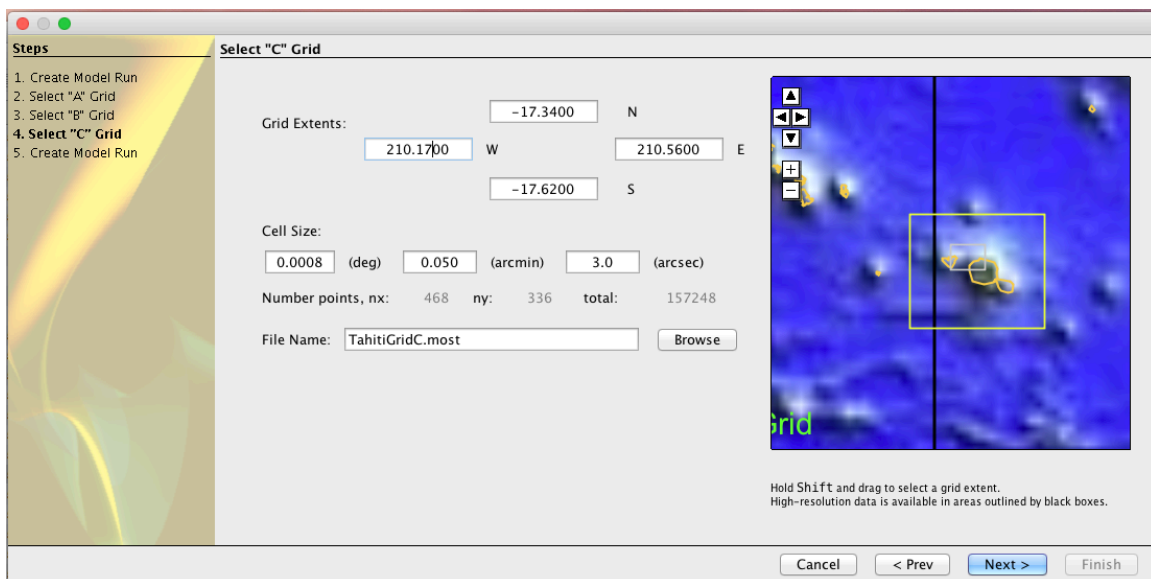 Steps
1. Create Model Run
2. Select "A" Grid
3. Select "B" Grid
4. Select "C" Grid
5. Create Model Run
Select "C" Grid
-17.3400 N
Grid Extents:
210.1700 W 210.5600 E
-17.6200 S
Cell Size:
0.0008 (deg) 0.050 (arcmin) 3.0 (arcsec)
Number points, nx: 468 ny: 336 total: 157248
File Name: TahitiGridC.most Browse
+
−
Grid
Hold Shift and drag to select a grid extent.
High-resolution data is available in areas outlined by black boxes.
Cancel < Prev Next > Finish